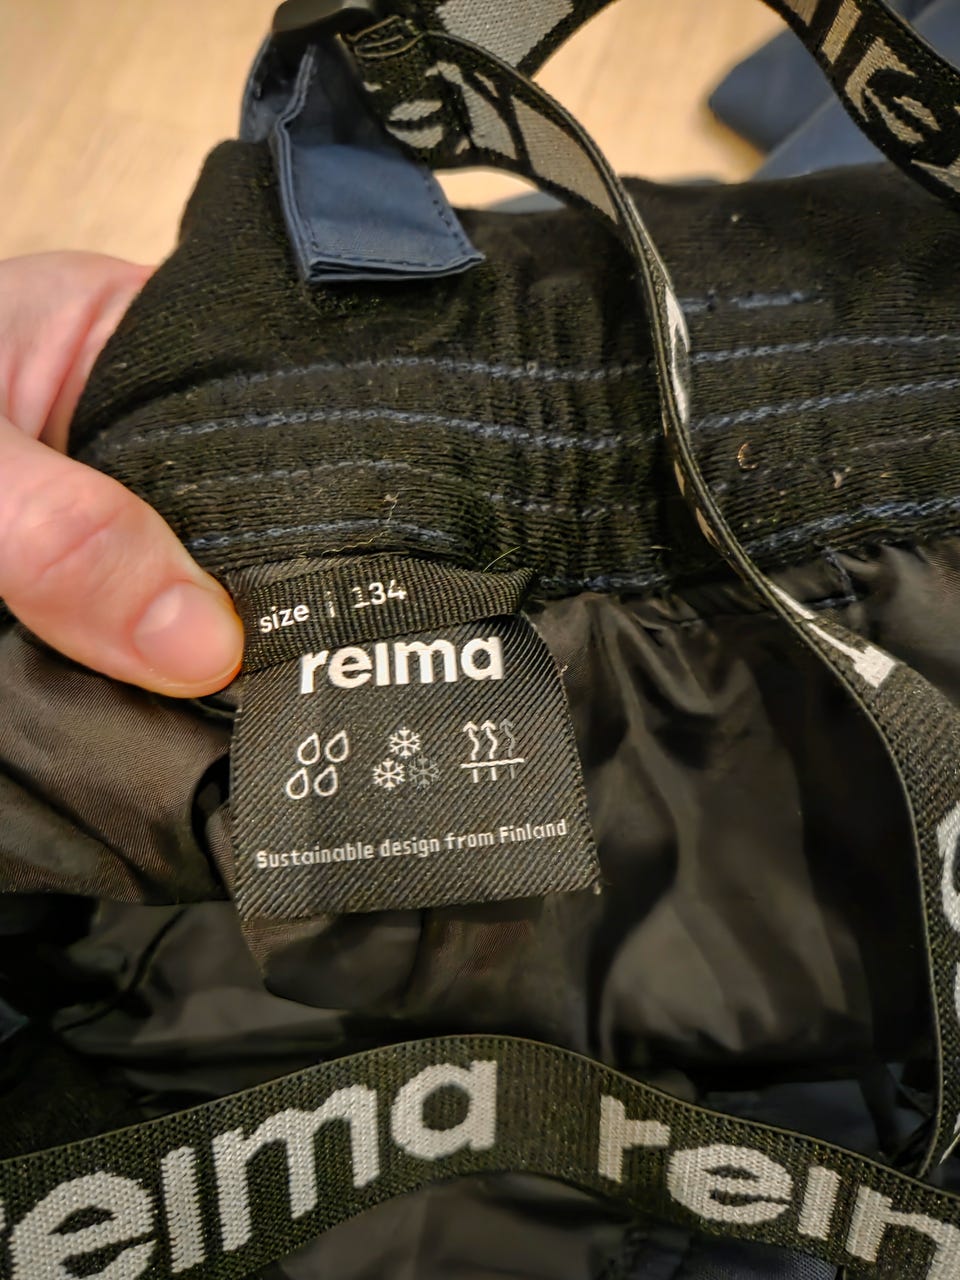 size 134
reima
Sustainable design from Finland
reima reima